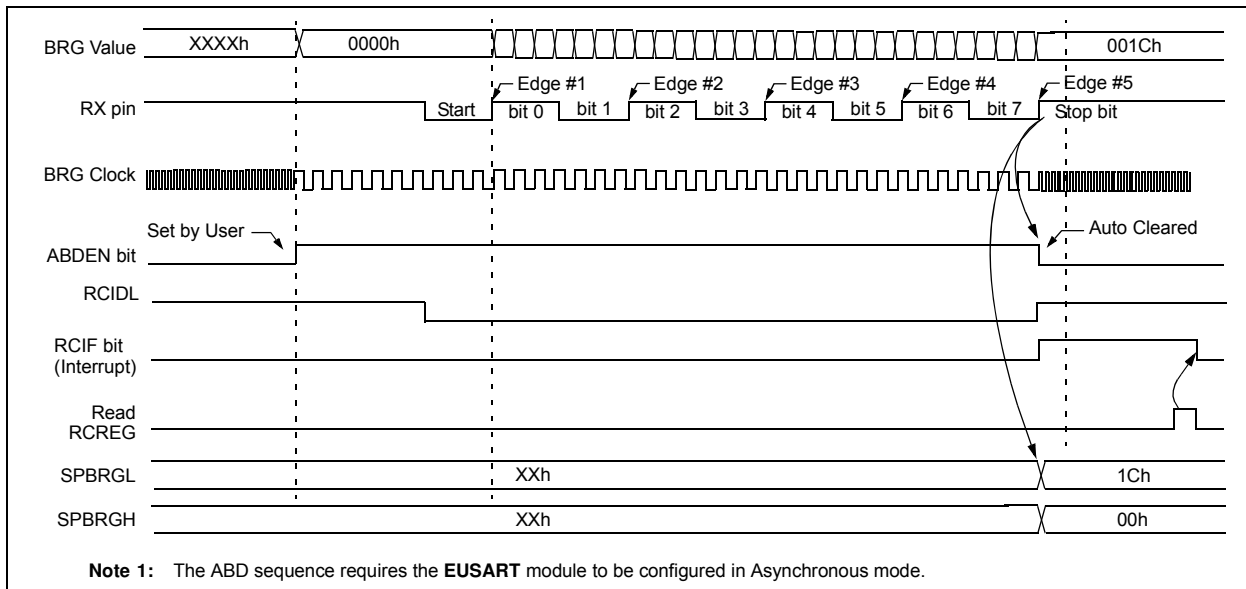 BRG Value XXXXh 0000h 001Ch
Edge #1 Edge #2 Edge #3 Edge #4 Edge #5
RX pin Start bit 0 bit 1 bit 2 bit 3 bit 4 bit 5 bit 6 bit 7 Stop bit
BRG Clock
Set by User Auto Cleared
ABDEN bit
RCIDL
RCIF bit
(Interrupt)
Read
RCREG
SPBRGL XXh 1Ch
SPBRGH XXh 00h
Note 1: The ABD sequence requires the EUSART module to be configured in Asynchronous mode.